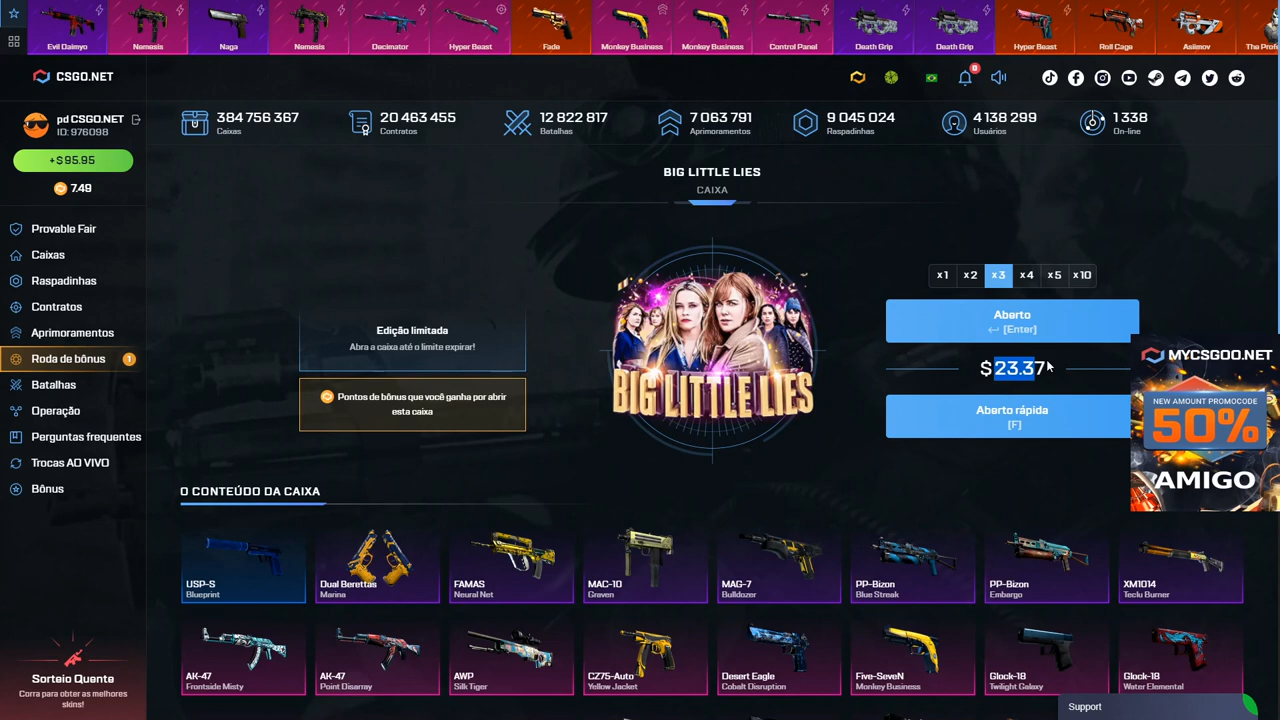 Evil Daimyo
Nemesis
Naga
Nemesis
Decimator
Hyper Beast
Fade
Monkey Business
Monkey Business
Control Panel
Death Grip
Death Grip
Hyper Beast
Roll Cage
Asiimov
The Prof
CSGO.NET
9
pd CSGO.NET
ID: 976098
+$95.95
7.49
384 756 367
Caixas
20 463 455
Contratos
12 822 817
Batalhas
7 063 791
Aprimoramentos
9 045 024
Raspadinhas
4 138 299
Usuários
1 338
On-line
Provable Fair
Caixas
Raspadinhas
Contratos
Aprimoramentos
Roda de bônus 1
Batalhas
Operação
Perguntas frequentes
Trocas AO VIVO
Bônus
Sorteio Quente
Corra para obter as melhores
skins!
BIG LITTLE LIES
CAIXA
Edição limitada
Abra a caixa até o limite expirar!
Pontos de bônus que você ganha por abrir
esta caixa
BIG LITTLE LIES
x1 x2 x3 x4 x5 x10
Aberto
[Enter]
$23.37
Aberto rápida
[F]
MYCSGOO.NET
NEW AMOUNT PROMOCODE
50%
AMIGO
O CONTEÚDO DA CAIXA
USP-S
Blueprint
Dual Berettas
Marina
FAMAS
Neural Net
MAC-10
Graven
MAG-7
Bulldozer
PP-Bizon
Blue Streak
PP-Bizon
Embargo
XM1014
Teclu Burner
AK-47
Frontside Misty
AK-47
Point Disarray
AWP
Silk Tiger
CZ75-Auto
Yellow Jacket
Desert Eagle
Cobalt Disruption
Five-SeveN
Monkey Business
Glock-18
Twilight Galaxy
Glock-18
Water Elemental
Support